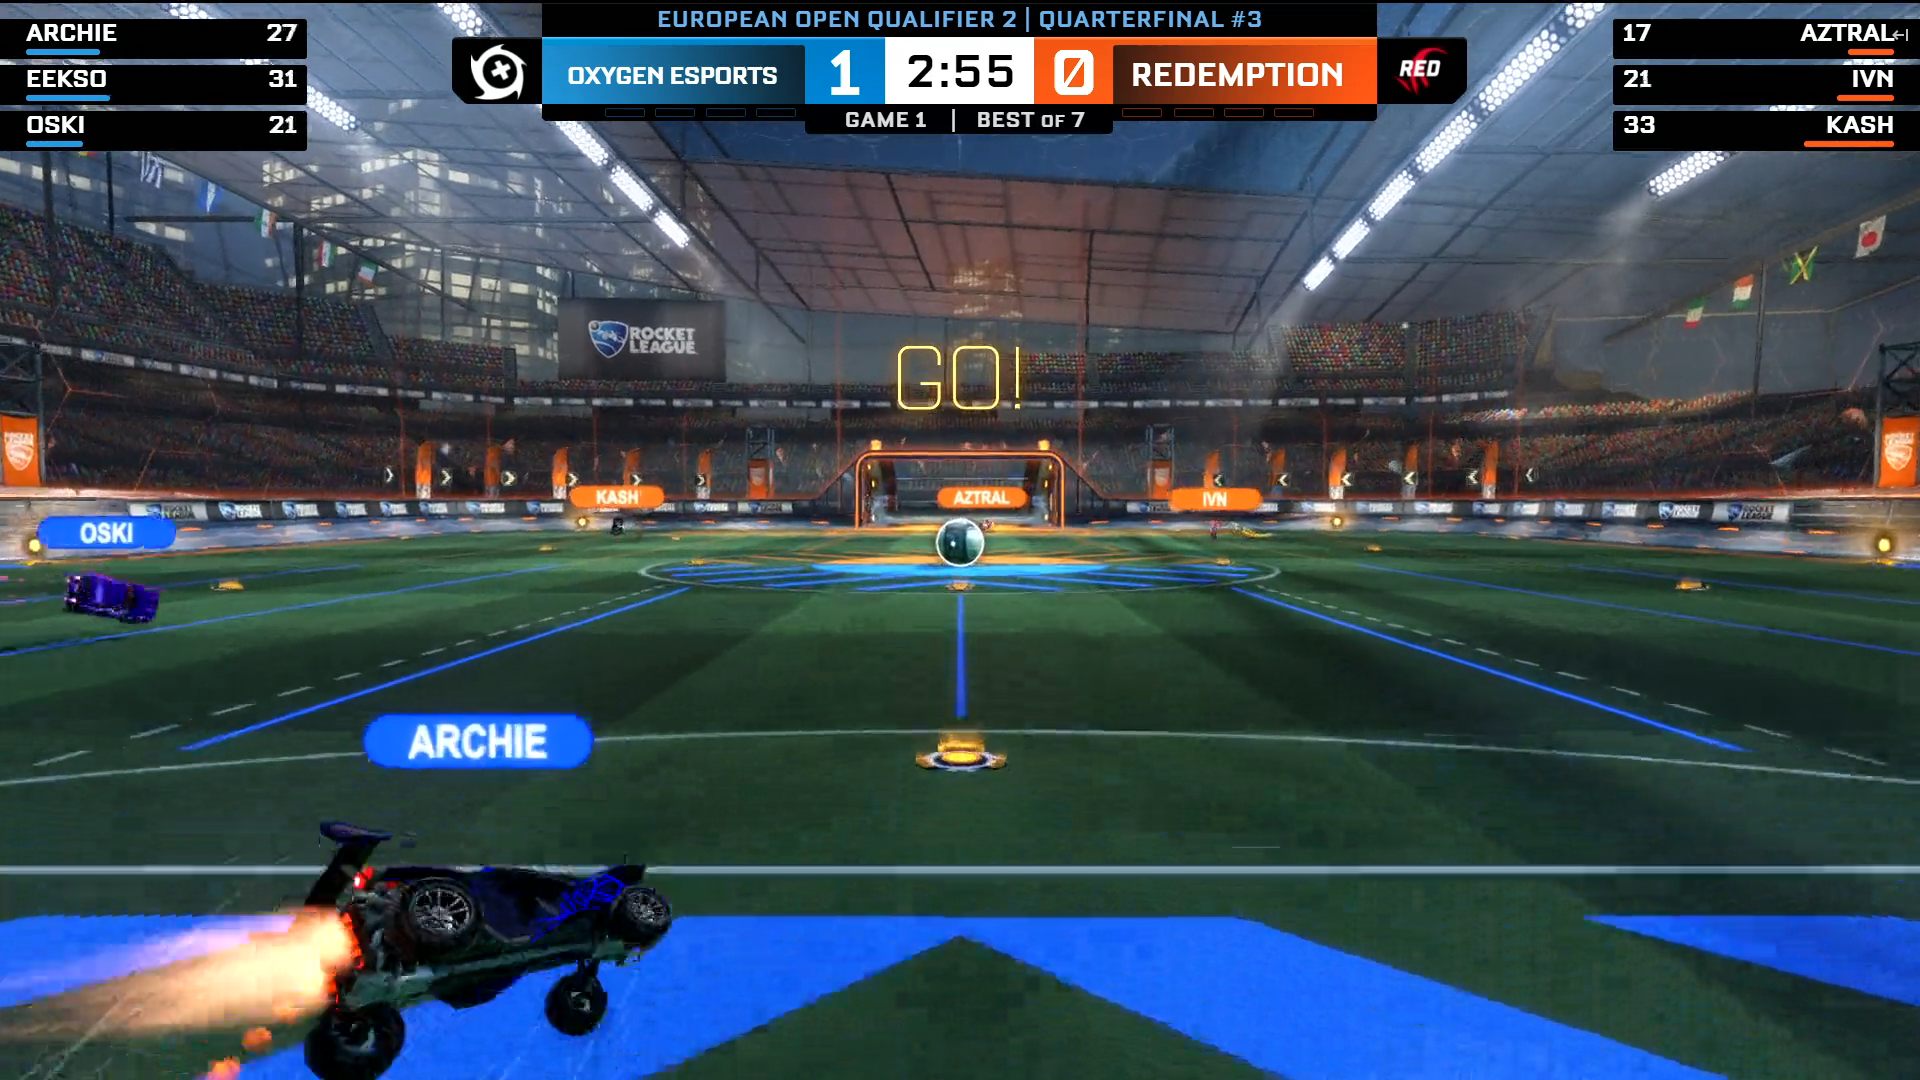 EUROPEAN OPEN QUALIFIER 2 | QUARTERFINAL #3
ARCHIE 27
EEKSO 31
OSKI 21
OXYGEN ESPORTS 1 2:55 0 REDEMPTION RED
GAME 1 | BEST OF 7
17 AZTRAL
21 IVN
33 KASH
ROCKET LEAGUE
GO!
KASH
AZTRAL
IVN
OSKI
ARCHIE